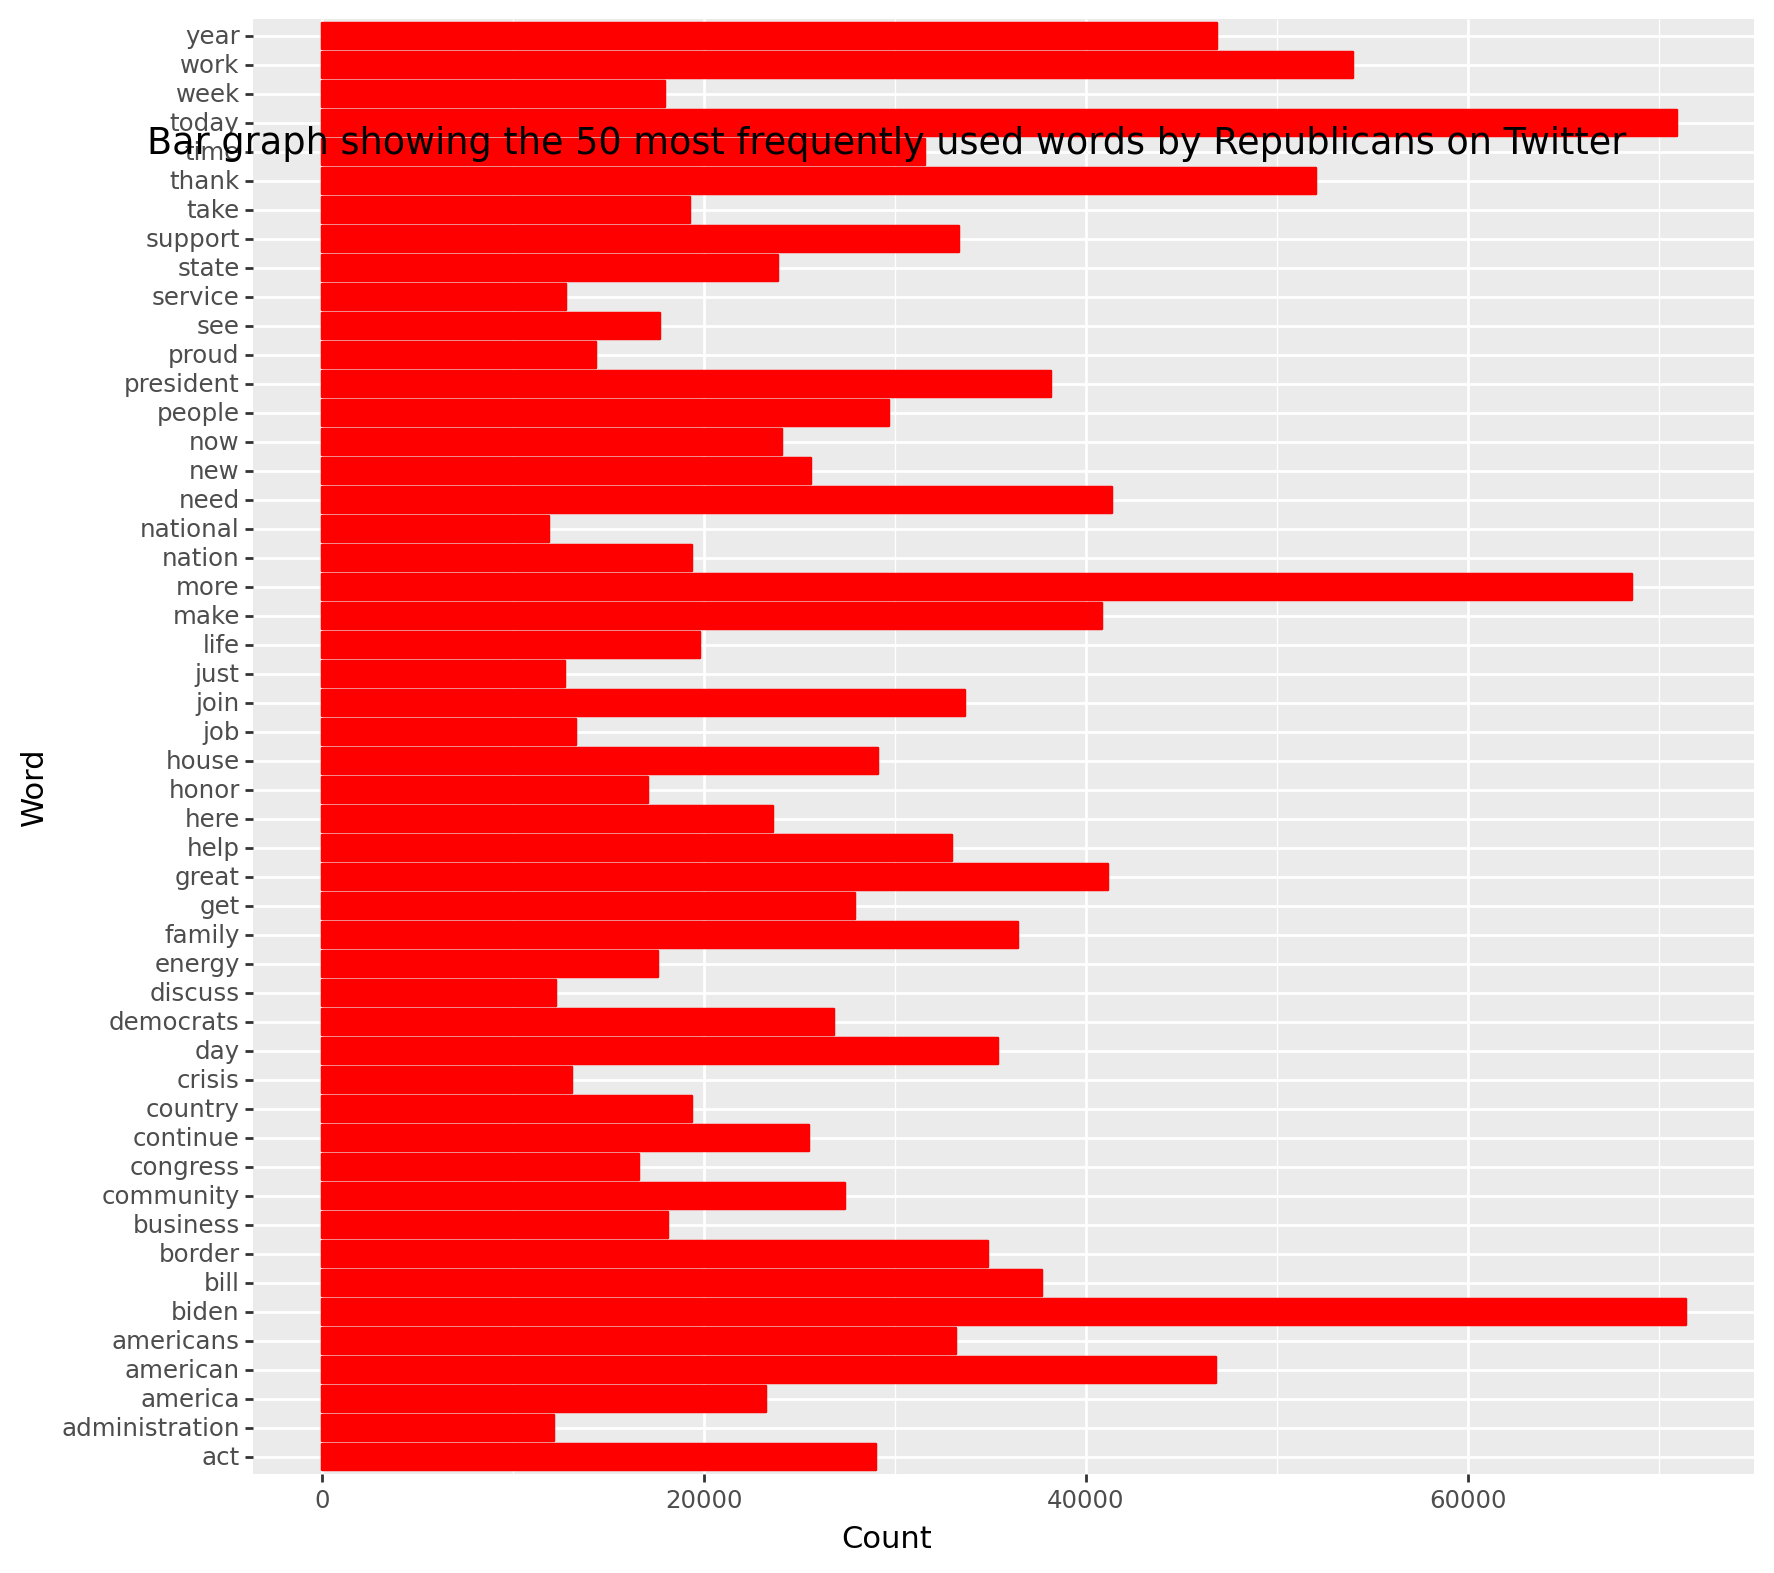 year
work
week
today
Bar graph showing the 50 most frequently used words by Republicans on Twitter
time
thank
take
support
state
service
see
proud
president
people
now
new
need
national
nation
more
make
life
just
join
job
house
honor
here
help
great
get
family
energy
discuss
democrats
day
crisis
country
continue
congress
community
business
border
bill
biden
americans
american
america
administration
act
Word
0 20000 40000 60000
Count